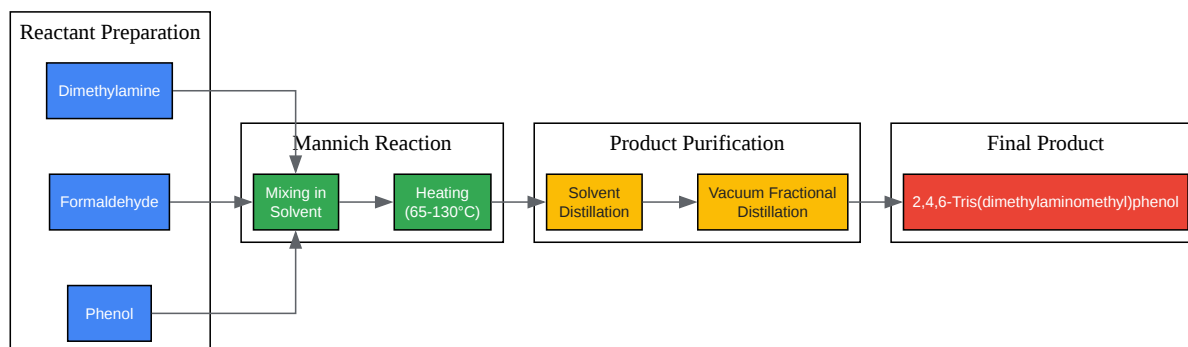 Reactant Preparation
Dimethylamine
Formaldehyde
Phenol
Mannich Reaction
Mixing in
Solvent
Heating
(65-130°C)
Product Purification
Solvent
Distillation
Vacuum Fractional
Distillation
Final Product
2,4,6-Tris(dimethylaminomethyl)phenol